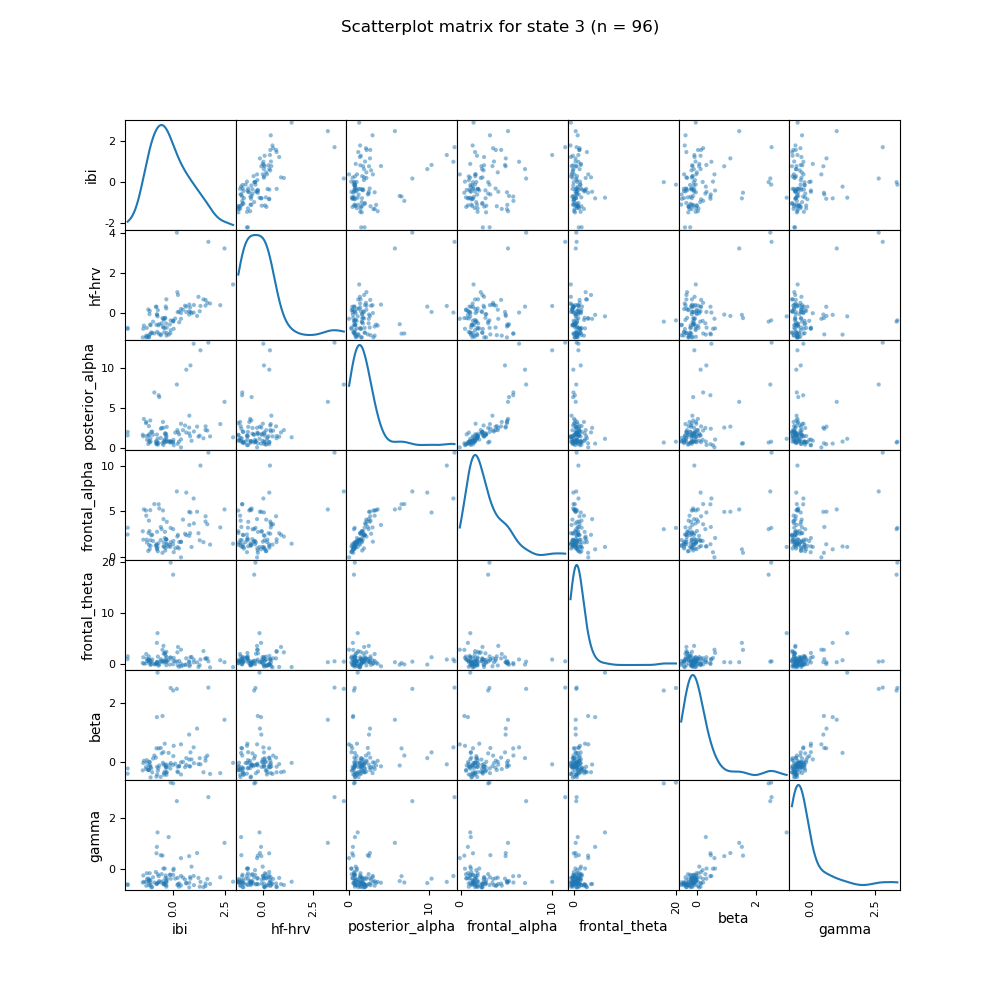 Scatterplot matrix for state 3 (n = 96)
ibi
2
0
-2
hf-hrv
4
2
0
posterior_alpha
10
5
0
frontal_alpha
10
5
0
frontal_theta
20
10
0
beta
2
0
gamma
2
0
0.0 2.5 0.0 2.5 0 10 0 10 0 20 0 2 0.0 2.5
ibi hf-hrv posterior_alpha frontal_alpha frontal_theta beta gamma